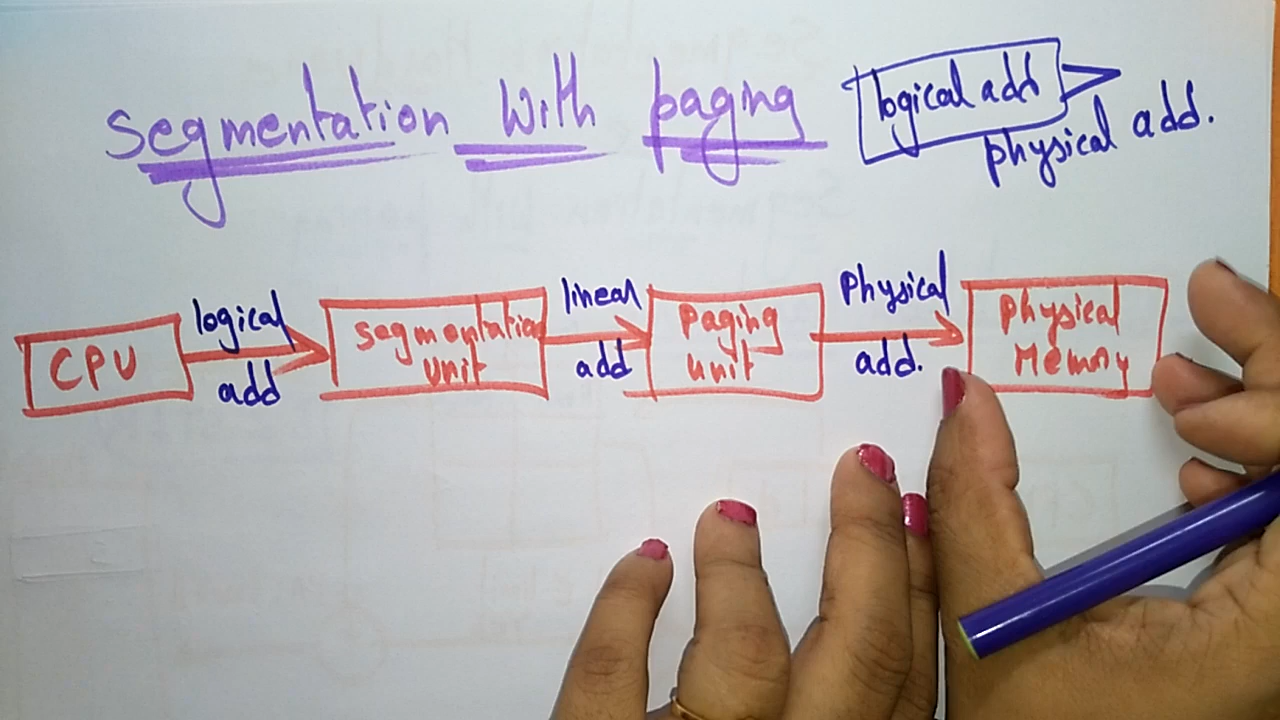 segmentation with paging
logical add
physical add.
CPU
logical
add
segmentation
Unit
linear
add
paging
unit
Physical
add.
physical
Memory